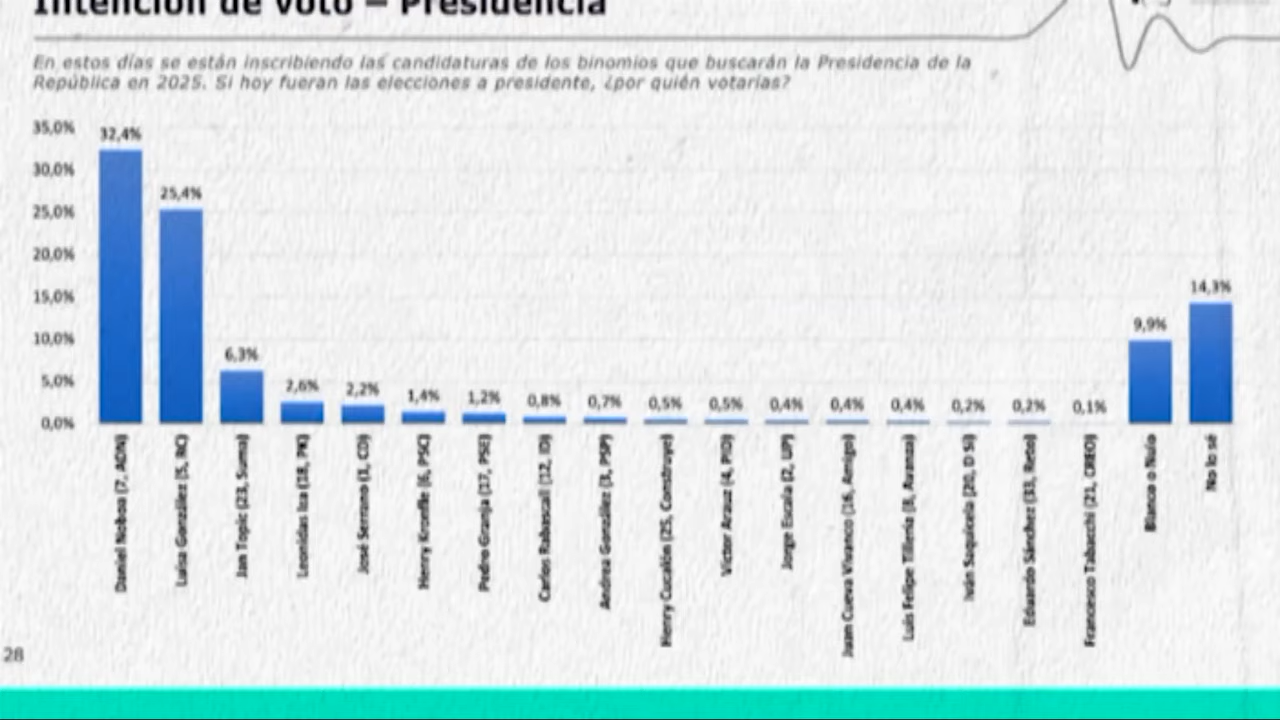 Intención de voto – Presidencia
En estos días se están inscribiendo las candidaturas de los binomios que buscarán la Presidencia de la
República en 2025. Si hoy fueran las elecciones a presidente, ¿por quién votarías?
35,0%
30,0%
25,0%
20,0%
15,0%
10,0%
5,0%
0,0%
32,4%
25,4%
6,3%
2,6%
2,2%
1,4%
1,2%
0,8%
0,7%
0,5%
0,5%
0,4%
0,4%
0,4%
0,2%
0,2%
0,1%
9,9%
14,3%
Daniel Noboa (7, ADN)
Luisa González (5, RC)
Jan Topic (23, Suma)
Leonidas Iza (18, PK)
José Serrano (1, CD)
Henry Kronfle (6, PSC)
Pedro Granja (17, PSE)
Carlos Rabascall (12, ID)
Andrea González (3, PSP)
Henry Cucalón (25, Construye)
Víctor Araus (4, PID)
Jorge Escala (2, UP)
Juan Cueva Vivanco (16, Amigo)
Luis Felipe Tilleria (8, Avanza)
Iván Saquicela (20, D SI)
Eduardo Sánchez (33, Reto)
Francesco Tabacchi (21, CREO)
Blanco o Nulo
No lo sé
28